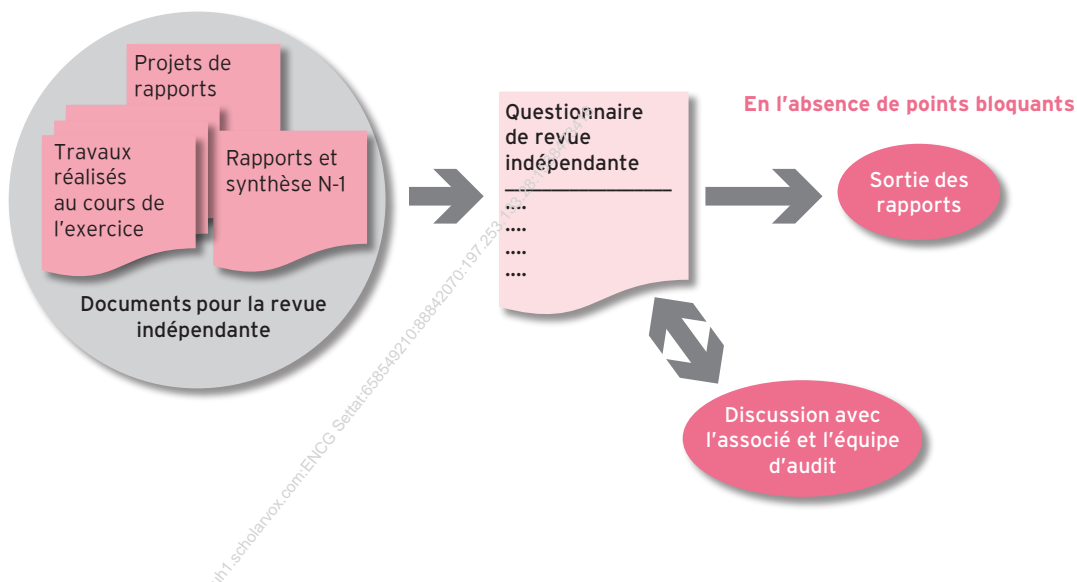 Projets de
rapports
Travaux
réalisés
au cours de
l'exercice
Rapports et
synthèse N-1
Documents pour la revue
indépendante
Questionnaire
de revue
indépendante
....
....
....
....
En l'absence de points bloquants
Sortie des
rapports
Discussion avec
l'associé et l'équipe
d'audit